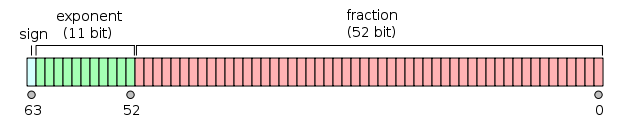 sign
exponent
(11 bit)
fraction
(52 bit)
63
52
0